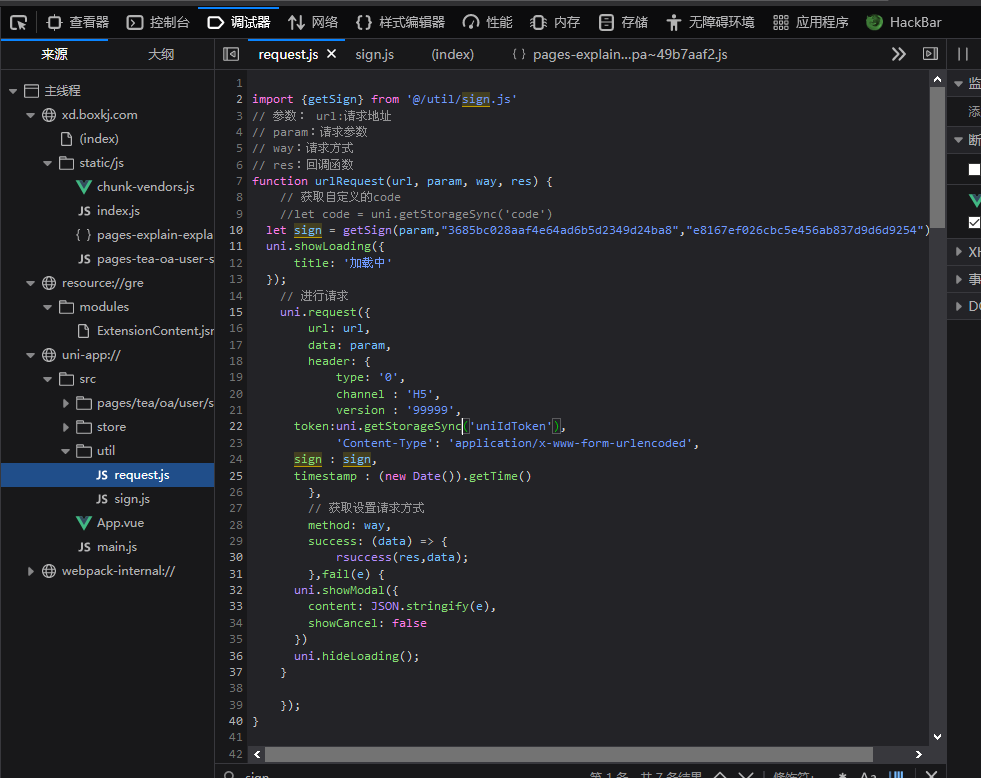 查看器 控制台 调试器 网络 样式编辑器 性能 内存 存储 无障碍环境 应用程序 HackBar
来源 大纲
request.js sign.js (index) pages-explain...pa~49b7aaf2.js
主线程
xd.boxkj.com
(index)
static/js
chunk-vendors.js
index.js
pages-explain-expla
pages-tea-oa-user-s
resource://gre
modules
ExtensionContent.jsr
uni-app://
src
pages/tea/oa/user/s
store
util
request.js
sign.js
App.vue
main.js
webpack-internal://
1
2 import {getSign} from '@/util/sign.js'
3 // 参数: url:请求地址
4 // param:请求参数
5 // way:请求方式
6 // res:回调函数
7 function urlRequest(url, param, way, res) {
8 // 获取自定义的code
9 //let code = uni.getStorageSync('code')
10 let sign = getSign(param,"3685bc028aaf4e64ad6b5d2349d24ba8","e8167ef026cbc5e456ab837d9d6d9254")
11 uni.showLoading({
12 title: '加载中'
13 });
14 // 进行请求
15 uni.request({
16 url: url,
17 data: param,
18 header: {
19 type: '0',
20 channel : 'H5',
21 version : '99999',
22 token:uni.getStorageSync('uniIdToken'),
23 'Content-Type': 'application/x-www-form-urlencoded',
24 sign : sign,
25 timestamp : (new Date()).getTime()
26 },
27 // 获取设置请求方式
28 method: way,
29 success: (data) => {
30 rsuccess(res,data);
31 },fail(e) {
32 uni.showModal({
33 content: JSON.stringify(e),
34 showCancel: false
35 })
36 uni.hideLoading();
37 }
38
39 });
40 }
41
42
监
添
断
XH
事
DO
sign 第 1 条，共 7 条结果 修饰符: .* Aa